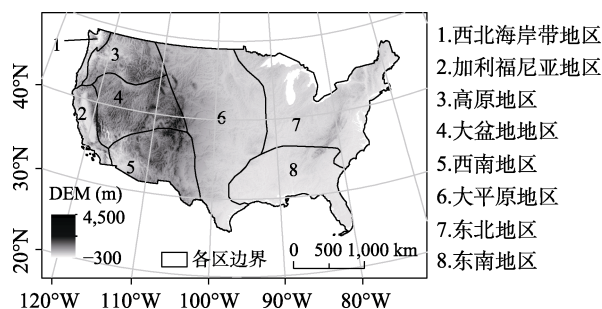 1.西北海岸带地区
2.加利福尼亚地区
3.高原地区
4.大盆地地区
5.西南地区
6.大平原地区
7.东北地区
8.东南地区
40°N
30°N
20°N
1
3
2
4
5
6
7
8
DEM (m)
4,500
−300
各区边界
0 500 1,000 km
120°W 110°W 100°W 90°W 80°W